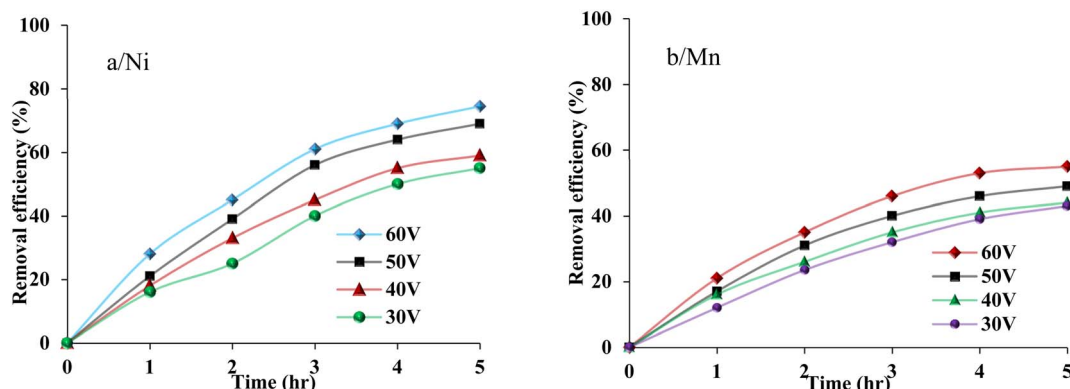 a/Ni
Removal efficiency (%)
100
80
60
40
20
0
0 1 2 3 4 5
Time (hr)
60V
50V
40V
30V
b/Mn
Removal efficiency (%)
100
80
60
40
20
0
0 1 2 3 4 5
Time (hr)
60V
50V
40V
30V